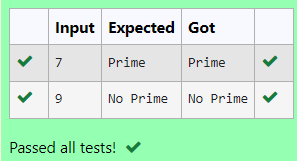 Input Expected Got
7 Prime Prime
9 No Prime No Prime
Passed all tests!